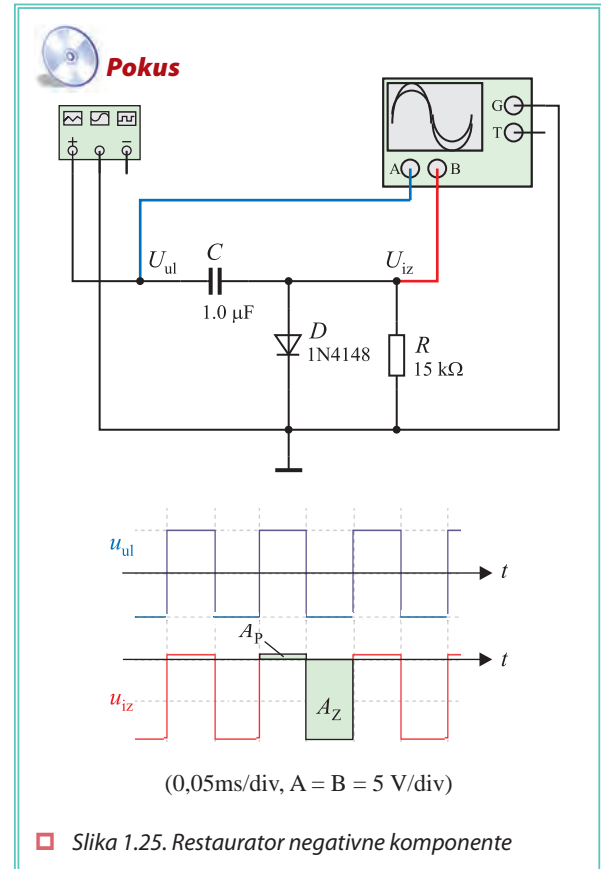 Pokus
+ −
G
T
A B
U_ul C U_iz
1.0 μF
D
1N4148
R
15 kΩ
u_ul
t
A_P
t
u_iz
A_Z
(0,05ms/div, A = B = 5 V/div)
Slika 1.25. Restaurator negativne komponente